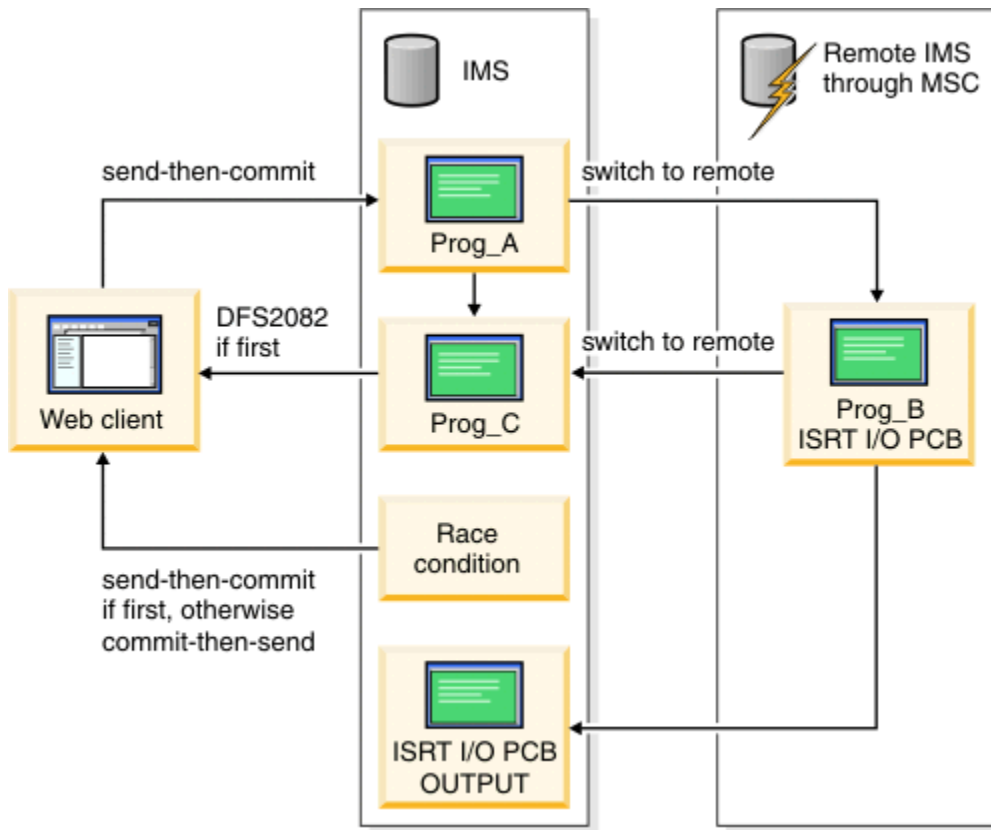 IMS
Remote IMS
through MSC
send-then-commit
switch to remote
Prog_A
DFS2082
if first
switch to remote
Web client
Prog_C
Prog_B
ISRT I/O PCB
Race
condition
send-then-commit
if first, otherwise
commit-then-send
ISRT I/O PCB
OUTPUT